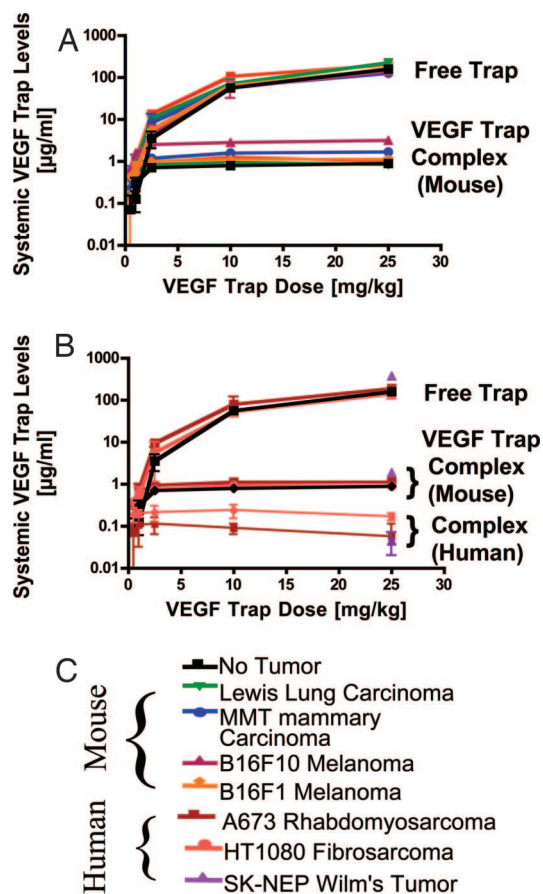 A
Systemic VEGF Trap Levels
[µg/ml]
1000
100
10
1
0.1
0.01
0
5
10
15
20
25
30
VEGF Trap Dose [mg/kg]
Free Trap
VEGF Trap
Complex
(Mouse)
B
Systemic VEGF Trap Levels
[µg/ml]
1000
100
10
1
0.1
0.01
0
5
10
15
20
25
30
VEGF Trap Dose [mg/kg]
Free Trap
VEGF Trap
Complex
(Mouse)
Complex
(Human)
C
Mouse
No Tumor
Lewis Lung Carcinoma
MMT mammary
Carcinoma
B16F10 Melanoma
B16F1 Melanoma
Human
A673 Rhabdomyosarcoma
HT1080 Fibrosarcoma
SK-NEP Wilm's Tumor